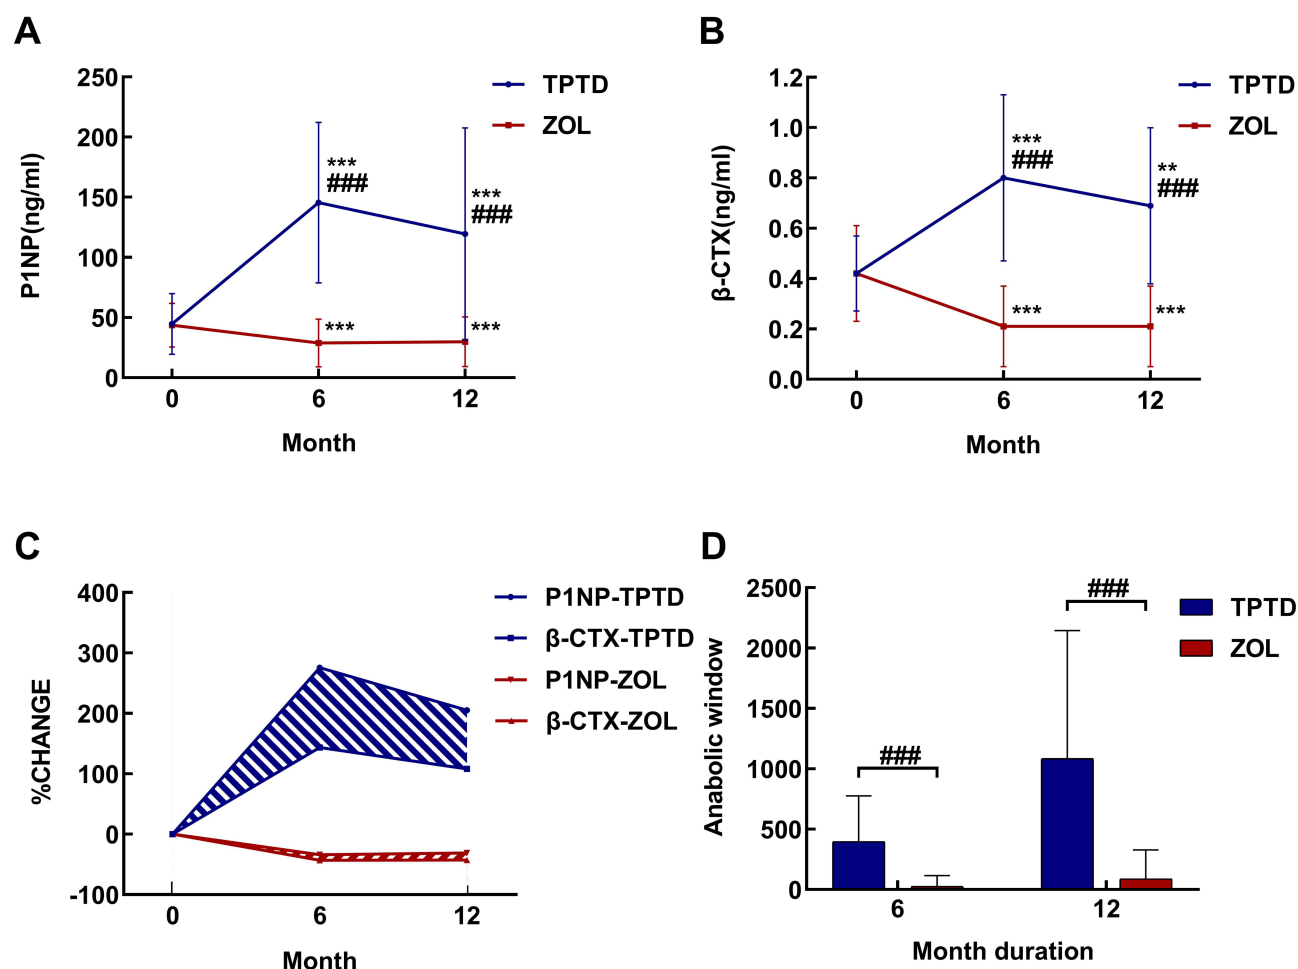 A
250
200
150
100
50
0
P1NP(ng/ml)
***
###
***
###
***
***
0 6 12
Month
TPTD
ZOL
B
1.2
1.0
0.8
0.6
0.4
0.2
0.0
β-CTX(ng/ml)
***
###
**
###
***
***
0 6 12
Month
TPTD
ZOL
C
400
300
200
100
0
-100
%CHANGE
0 6 12
Month
P1NP-TPTD
β-CTX-TPTD
P1NP-ZOL
β-CTX-ZOL
D
2500
2000
1500
1000
500
0
Anabolic window
###
###
6 12
Month duration
TPTD
ZOL